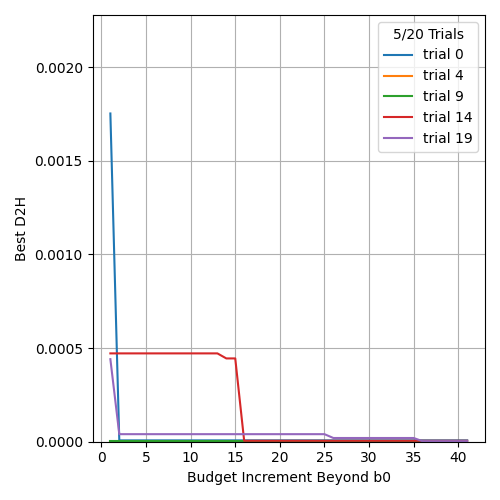 5/20 Trials
trial 0
trial 4
trial 9
trial 14
trial 19
0.0020
0.0015
0.0010
0.0005
0.0000
Best D2H
0 5 10 15 20 25 30 35 40
Budget Increment Beyond b0